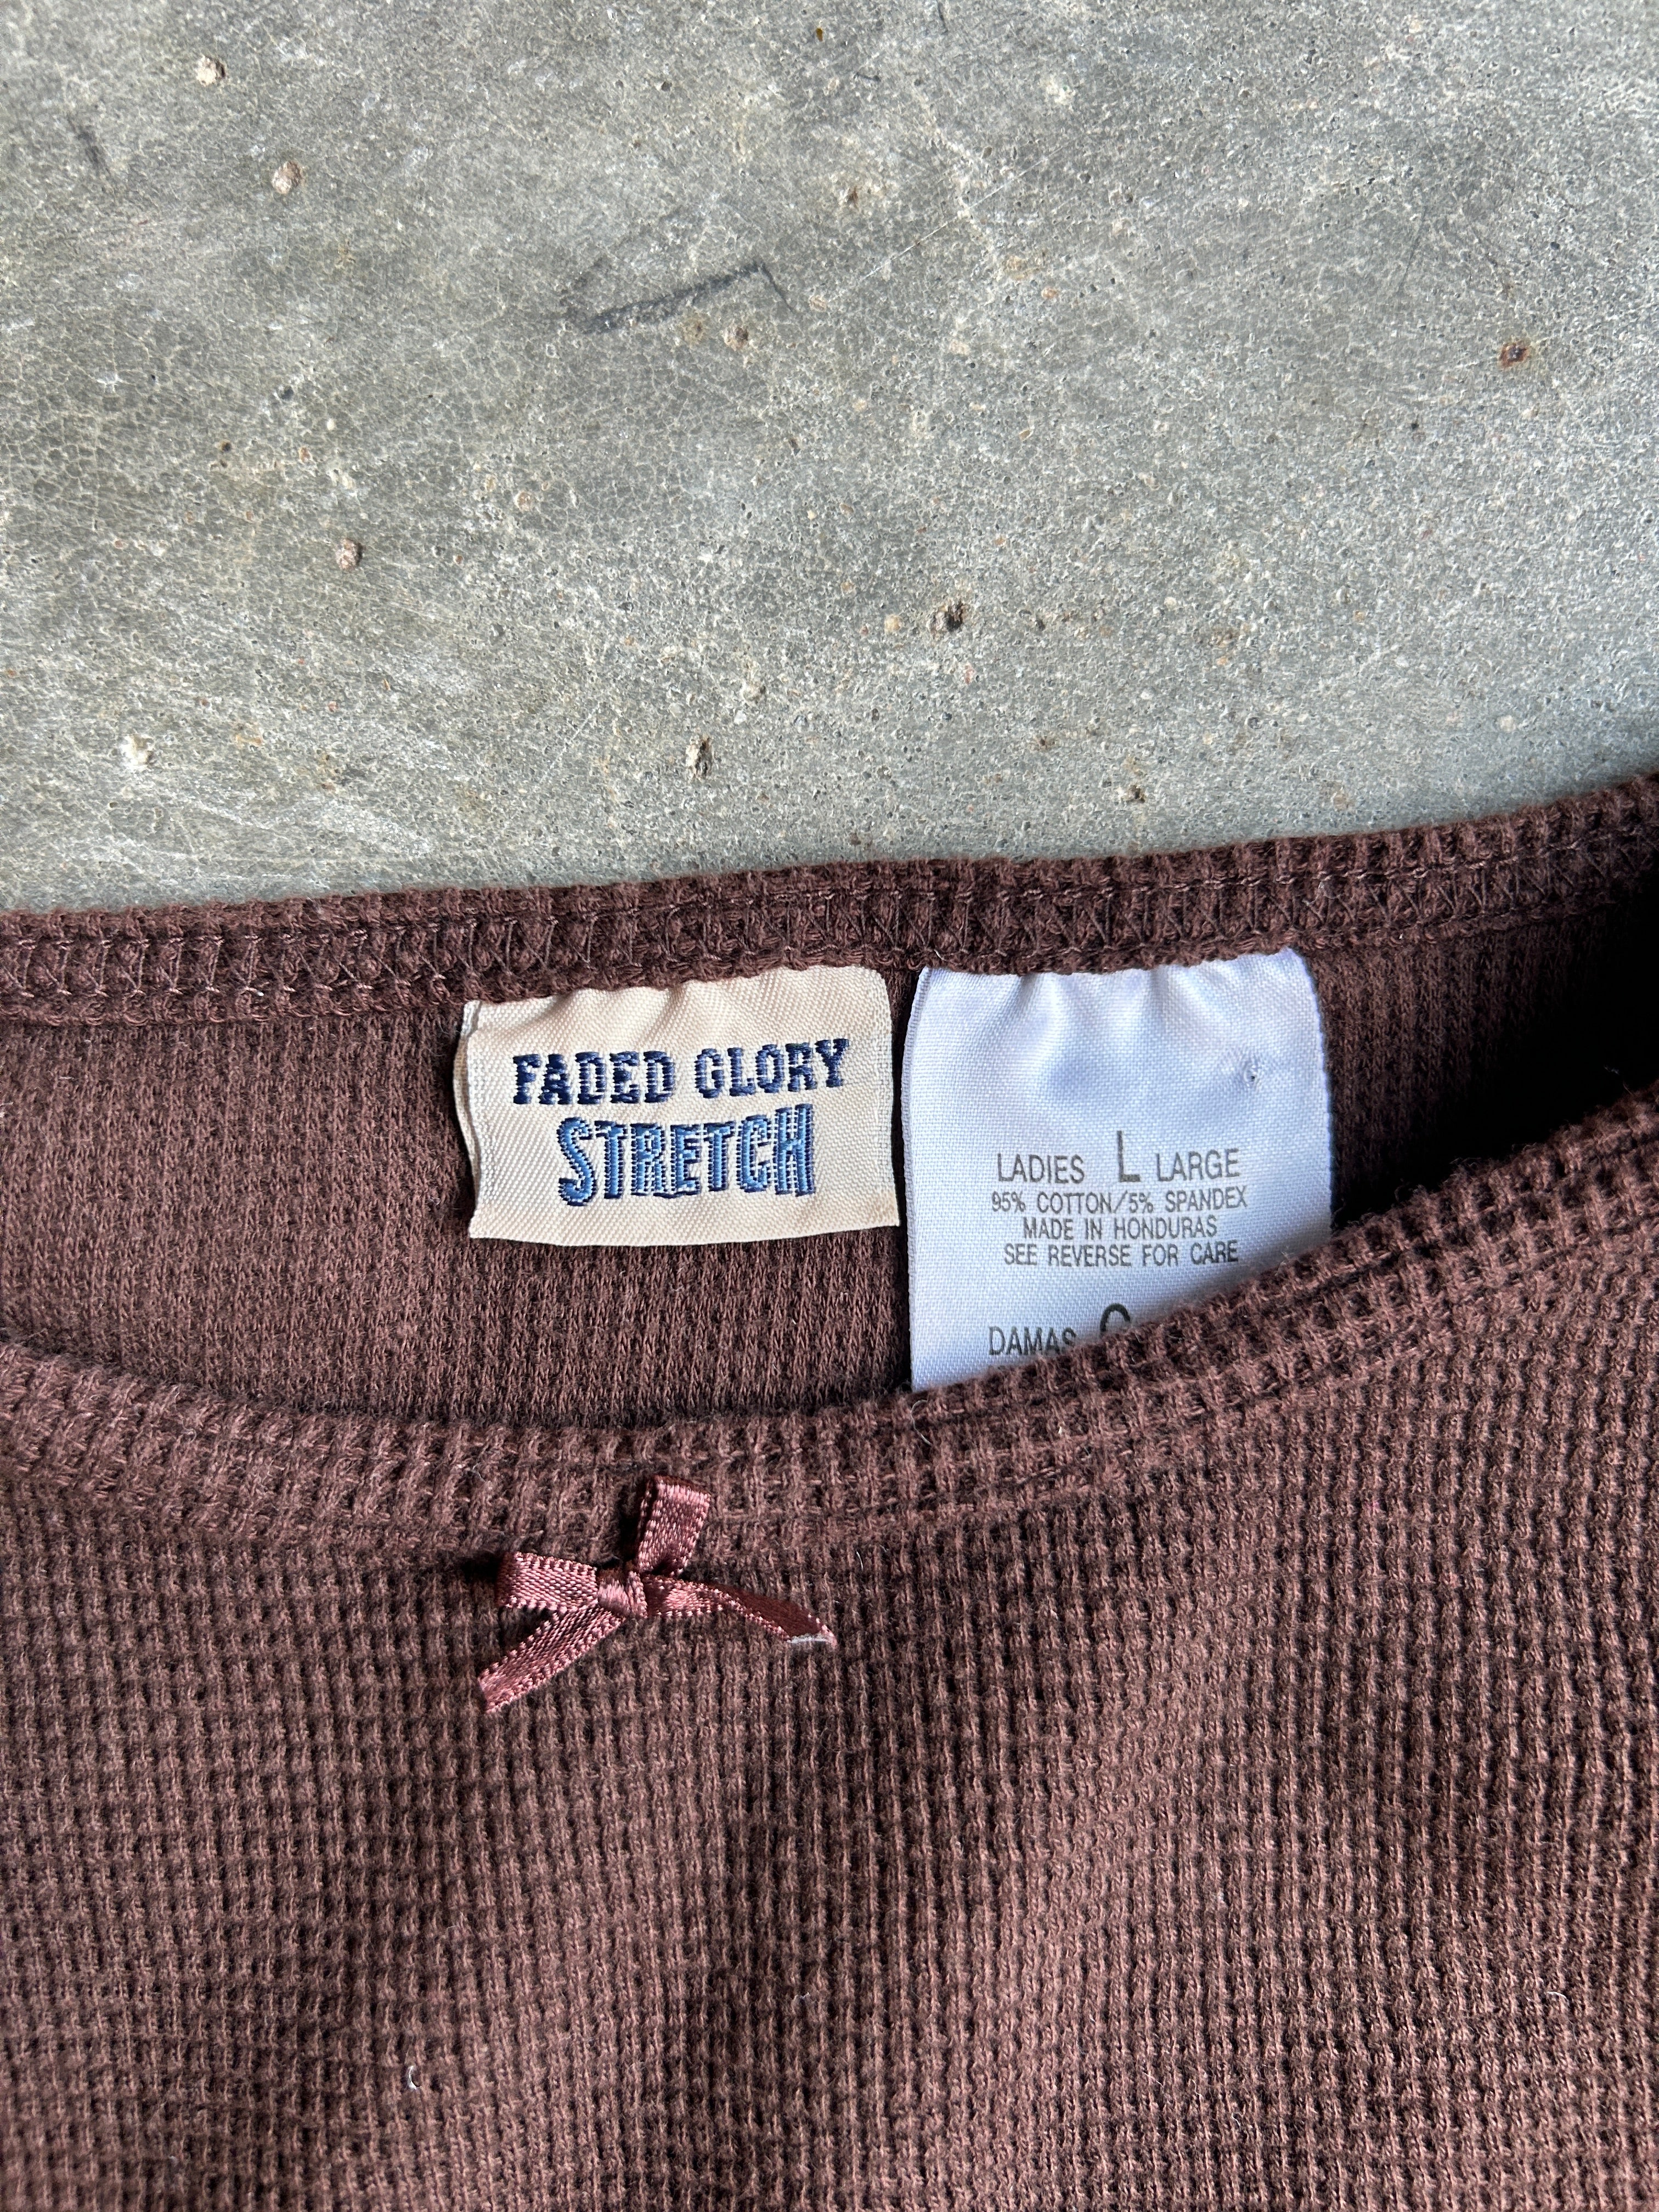 FADED GLORY
STRETCH
LADIES L LARGE
95% COTTON/5% SPANDEX
MADE IN HONDURAS
SEE REVERSE FOR CARE
DAMAS